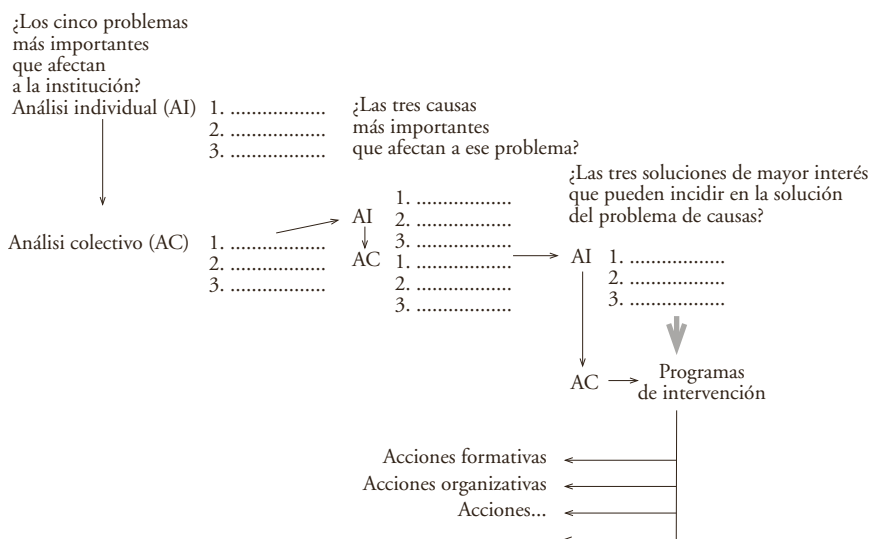 ¿Los cinco problemas
más importantes
que afectan
a la institución?
Análisi individual (AI)
1. ..................
2. ..................
3. ..................
¿Las tres causas
más importantes
que afectan a ese problema?
Análisi colectivo (AC)
1. ..................
2. ..................
3. ..................
AI
1. ..................
2. ..................
3. ..................
AC
1. ..................
2. ..................
3. ..................
¿Las tres soluciones de mayor interés
que pueden incidir en la solución
del problema de causas?
AI
1. ..................
2. ..................
3. ..................
AC
Programas
de intervención
Acciones formativas
Acciones organizativas
Acciones...